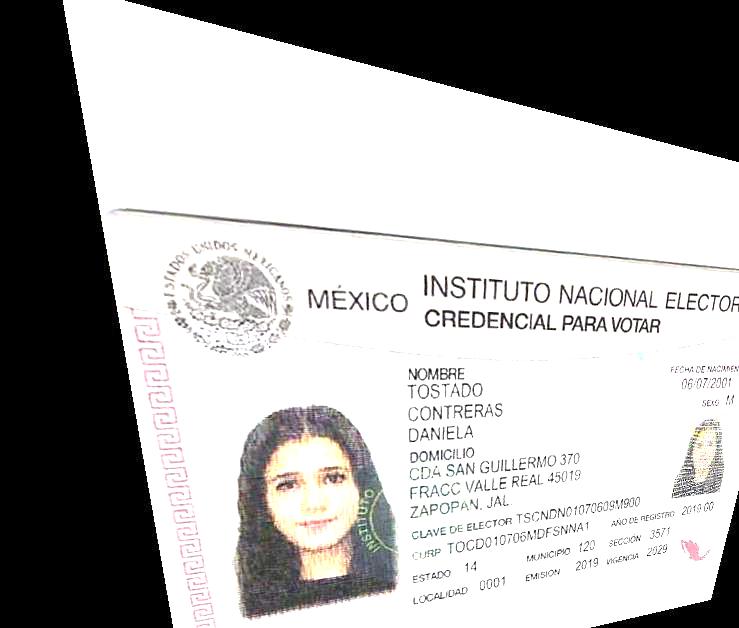 ESTADOS UNIDOS MEXICANOS
MÉXICO
INSTITUTO NACIONAL ELECTOR
CREDENCIAL PARA VOTAR
NOMBRE
TOSTADO
CONTRERAS
DANIELA
FECHA DE NACIMIEN
06/07/2001
SEXO M
DOMICILIO
CDA SAN GUILLERMO 370
FRACC VALLE REAL 45019
ZAPOPAN, JAL.
CLAVE DE ELECTOR TSCNDN01070609M900
CURP TOCD010706MDFSNNA1 AÑO DE REGISTRO 2019 00
ESTADO 14 MUNICIPIO 120 SECCIÓN 3571
LOCALIDAD 0001 EMISIÓN 2019 VIGENCIA 2029
INSTITUTO